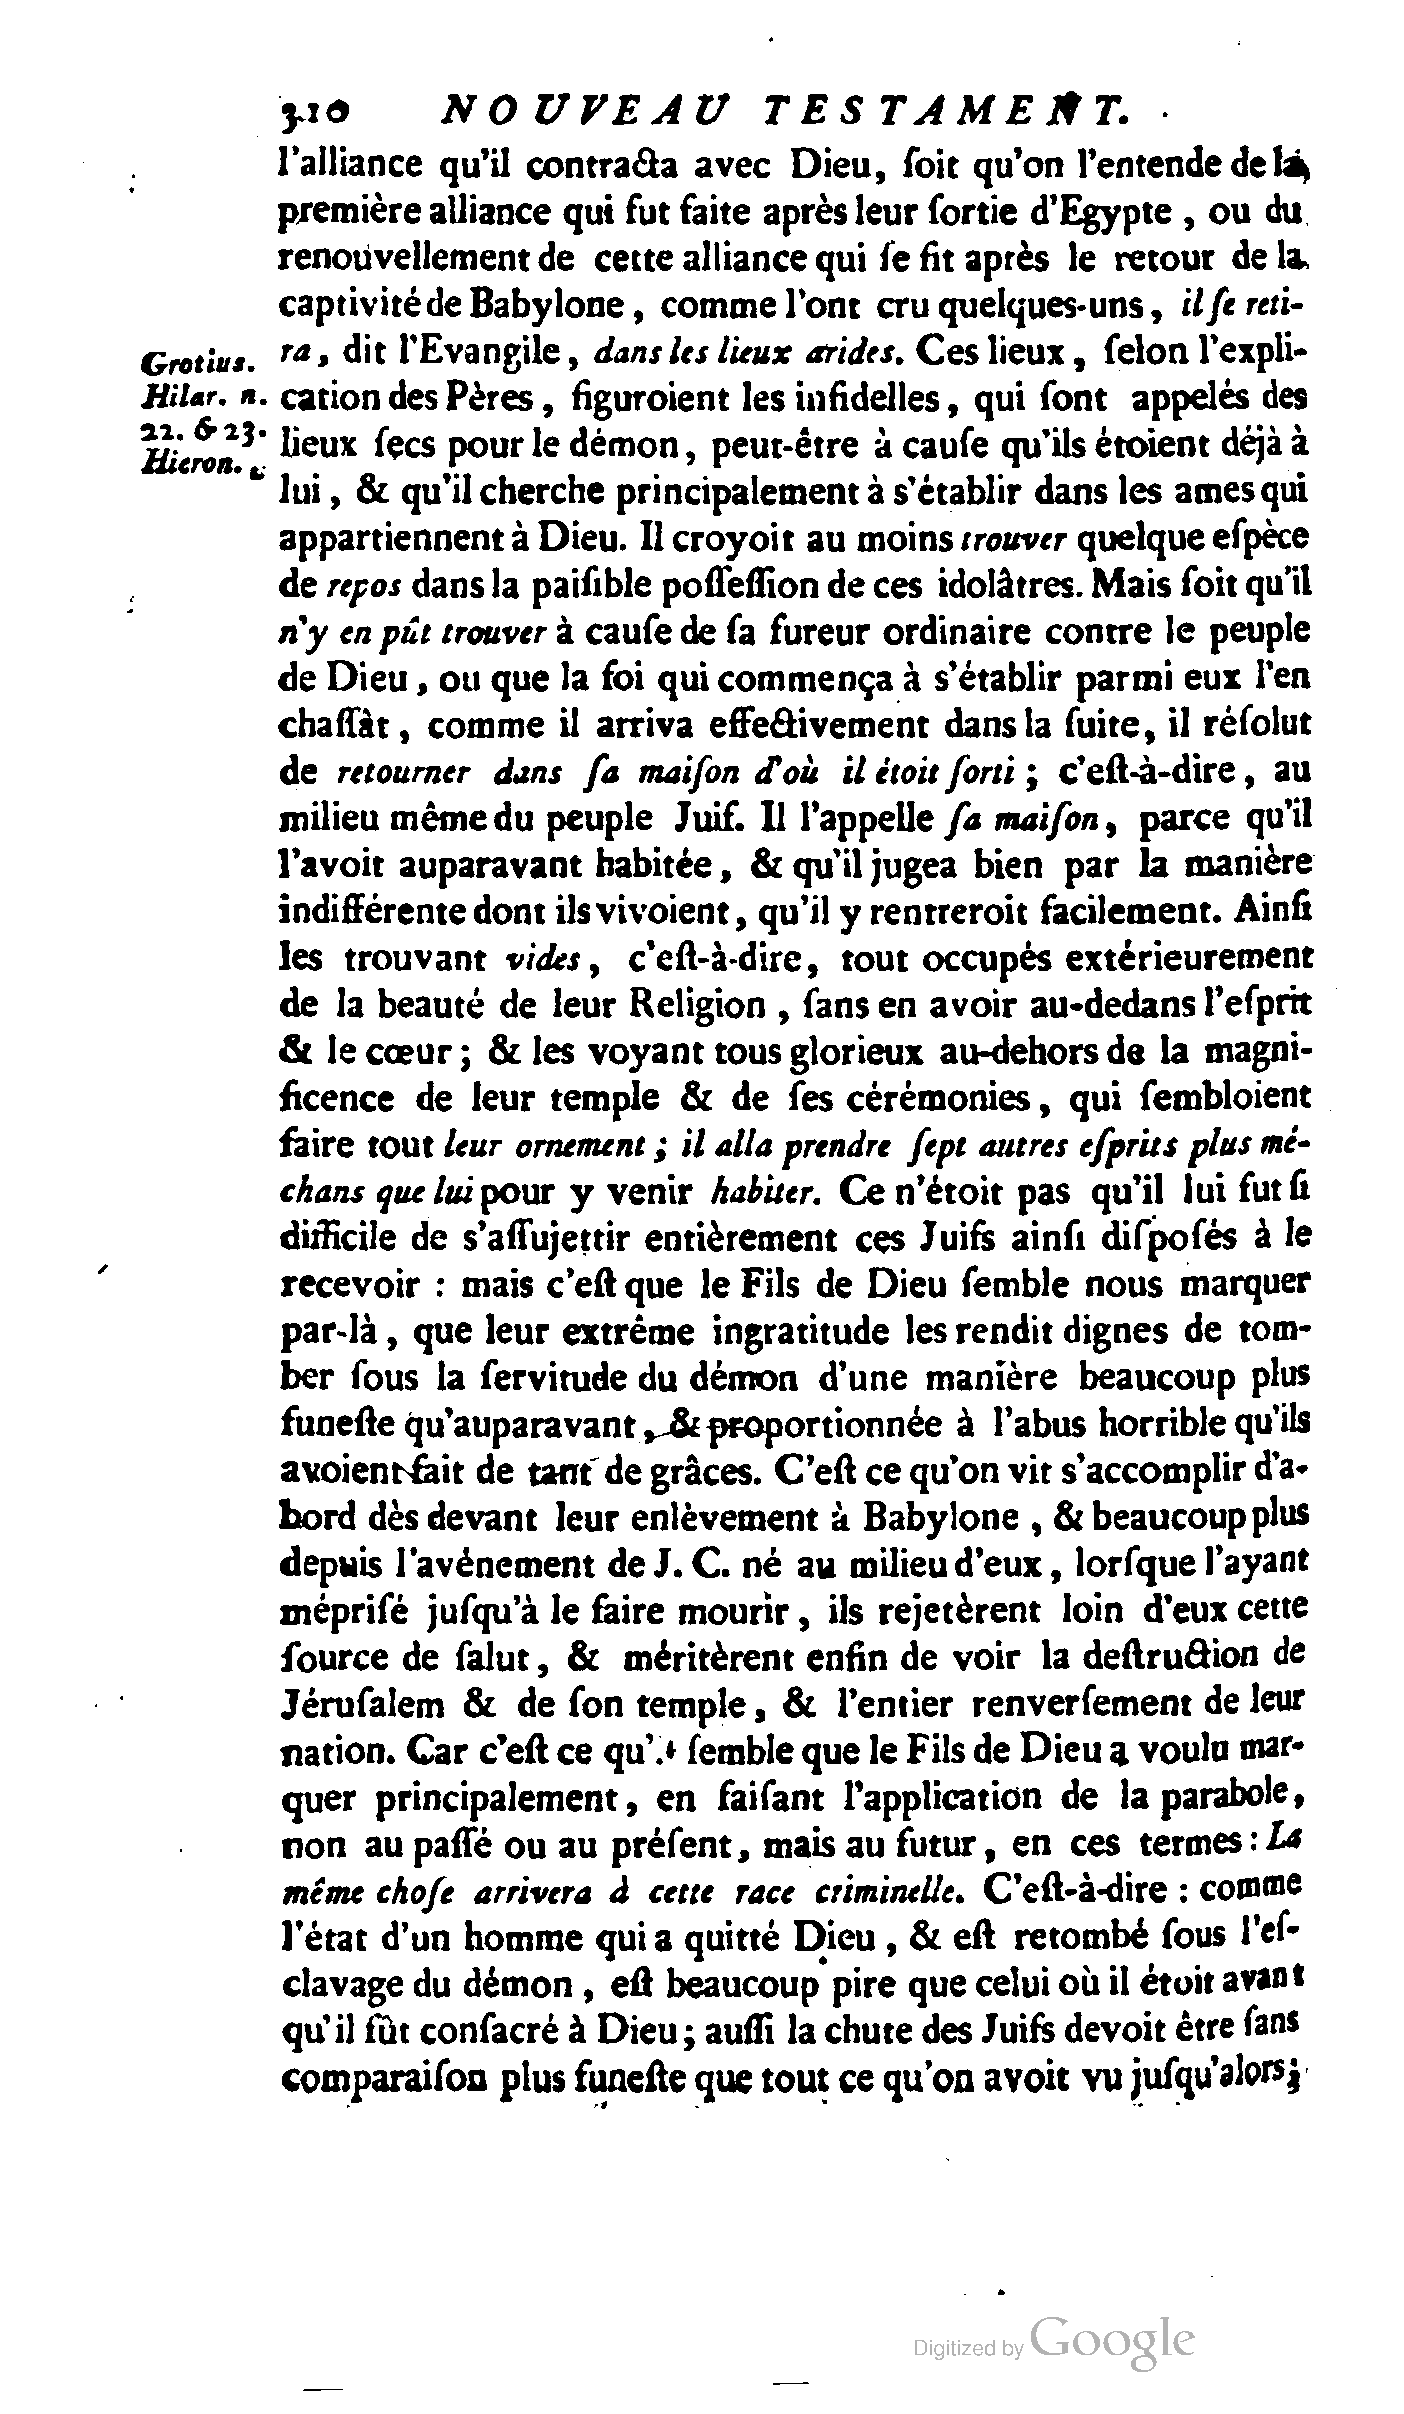 310 NOUVEAU TESTAMENT.
l'alliance qu'il contracta avec Dieu, ſoit qu'on l'entende de la
première alliance qui fut faite après leur ſortie d'Egypte , ou du
renouvellement de cette alliance qui ſe fit après le retour de la
captivité de Babylone , comme l'ont cru quelques-uns, il ſe reti-
ra, dit l'Evangile, dans les lieux arides. Ces lieux, ſelon l'expli-
Grotius.
Hilar. n.
22. & 23.
Hieron.
cation des Pères, figuroient les infidelles, qui ſont appelés des
lieux ſecs pour le démon, peut-être à cauſe qu'ils étoient déjà à
lui, & qu'il cherche principalement à s'établir dans les ames qui
appartiennent à Dieu. Il croyoit au moins trouver quelque eſpèce
de repos dans la paiſible poſſeſſion de ces idolâtres. Mais ſoit qu'il
n'y en pût trouver à cauſe de ſa fureur ordinaire contre le peuple
de Dieu, ou que la foi qui commença à s'établir parmi eux l'en
chaſſàt, comme il arriva effectivement dans la ſuite, il réſolut
de retourner dans ſa maiſon d'où il étoit ſorti ; c'eſt-à-dire, au
milieu même du peuple Juif. Il l'appelle ſa maiſon, parce qu'il
l'avoit auparavant habitée, & qu'il jugea bien par la manière
indifférente dont ils vivoient, qu'il y rentreroit facilement. Ainſi
les trouvant vides, c'eſt-à-dire, tout occupés extérieurement
de la beauté de leur Religion , ſans en avoir au-dedans l'eſprit
& le cœur; & les voyant tous glorieux au-dehors de la magni-
ficence de leur temple & de ſes cérémonies, qui ſembloient
faire tout leur ornement ; il alla prendre ſept autres eſprits plus mé-
chans que lui pour y venir habiter. Ce n'étoit pas qu'il lui fut ſi
difficile de s'aſſujettir entièrement ces Juifs ainſi diſpoſés à le
recevoir : mais c'eſt que le Fils de Dieu ſemble nous marquer
par-là, que leur extrême ingratitude les rendit dignes de tom-
ber ſous la ſervitude du démon d'une manière beaucoup plus
funeſte qu'auparavant, & proportionnée à l'abus horrible qu'ils
avoient fait de tant de grâces. C'eſt ce qu'on vit s'accomplir d'a-
bord dès devant leur enlèvement à Babylone , & beaucoup plus
depuis l'avénement de J. C. né au milieu d'eux, lorſque l'ayant
mépriſé juſqu'à le faire mourir, ils rejetèrent loin d'eux cette
ſource de ſalut, & méritèrent enfin de voir la deſtruction de
Jéruſalem & de ſon temple, & l'entier renverſement de leur
nation. Car c'eſt ce qu' ſemble que le Fils de Dieu a voulu mar-
quer principalement, en faiſant l'application de la parabole,
non au paſſé ou au préſent, mais au futur, en ces termes: La
même choſe arrivera à cette race criminelle. C'eſt-à-dire : comme
l'état d'un homme qui a quitté Dieu, & eſt retombé ſous l'eſ-
clavage du démon, eſt beaucoup pire que celui où il étoit avant
qu'il fût conſacré à Dieu; auſſi la chute des Juifs devoit être ſans
comparaiſon plus funeſte que tout ce qu'on avoit vu juſqu'alors;
Digitized by Google